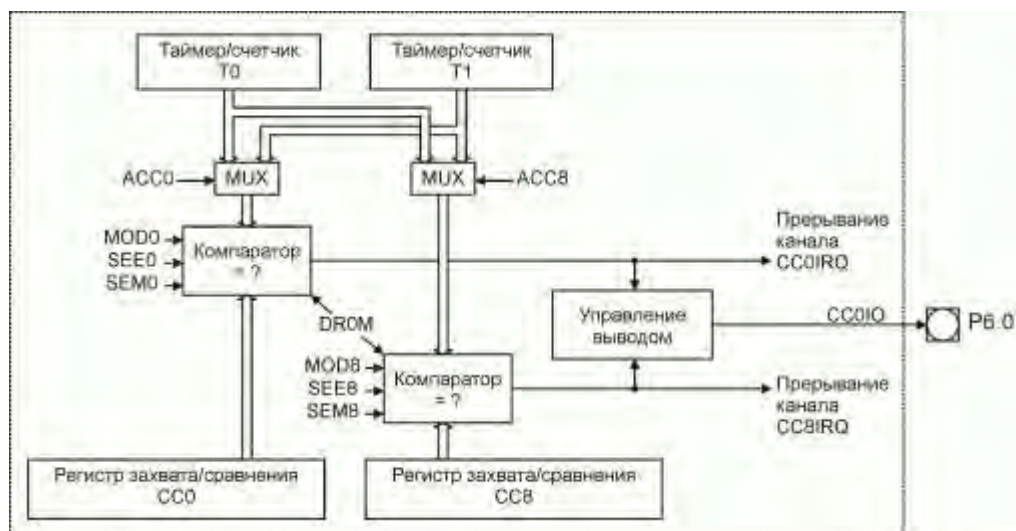 Таймер/счетчик
T0
Таймер/счетчик
T1
ACC0
MUX
MUX
ACC8
MOD0
SEE0
SEM0
Компаратор
= ?
Прерывание
канала
CC0IRQ
DR0M
Управление
выводом
CC0IO
P6.0
MOD8
SEE8
SEM8
Компаратор
= ?
Прерывание
канала
CC8IRQ
Регистр захвата/сравнения
CC0
Регистр захвата/сравнения
CC8